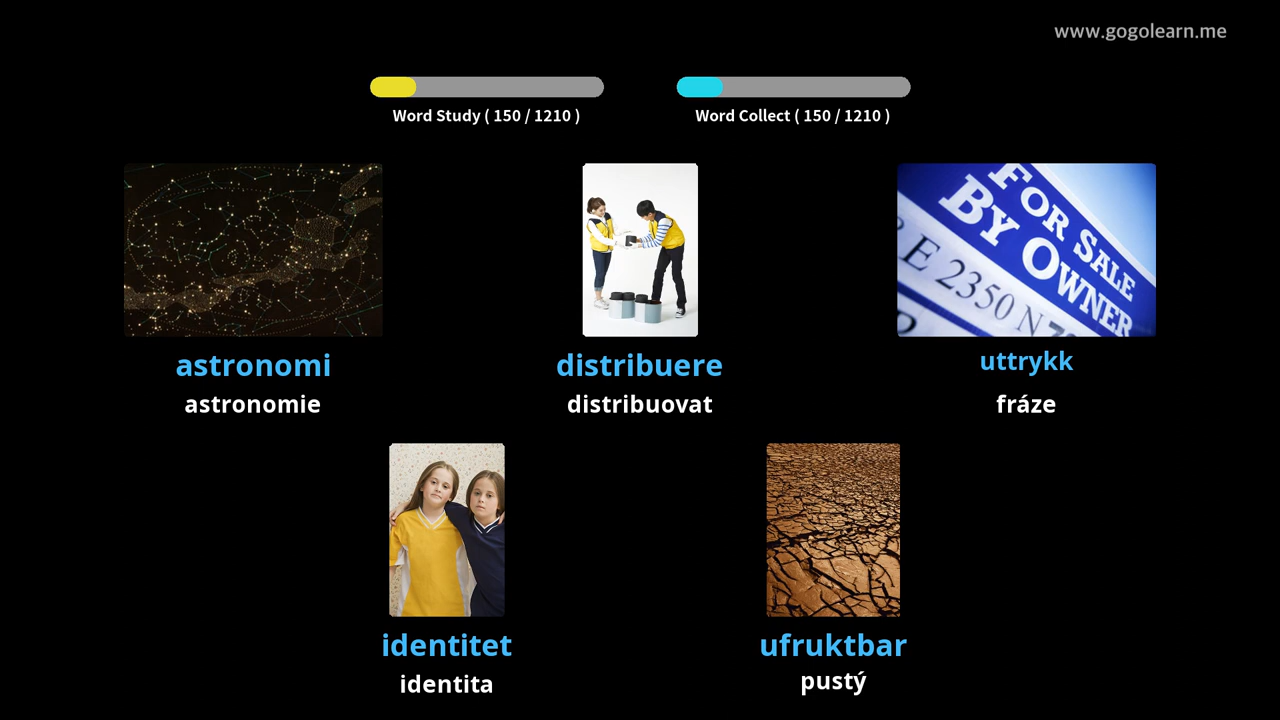 www.gogolearn.me
Word Study ( 150 / 1210 )
Word Collect ( 150 / 1210 )
FOR SALE
BY OWNER
E 2350 N
astronomi
astronomie
distribuere
distribuovat
uttrykk
fráze
identitet
identita
ufruktbar
pustý